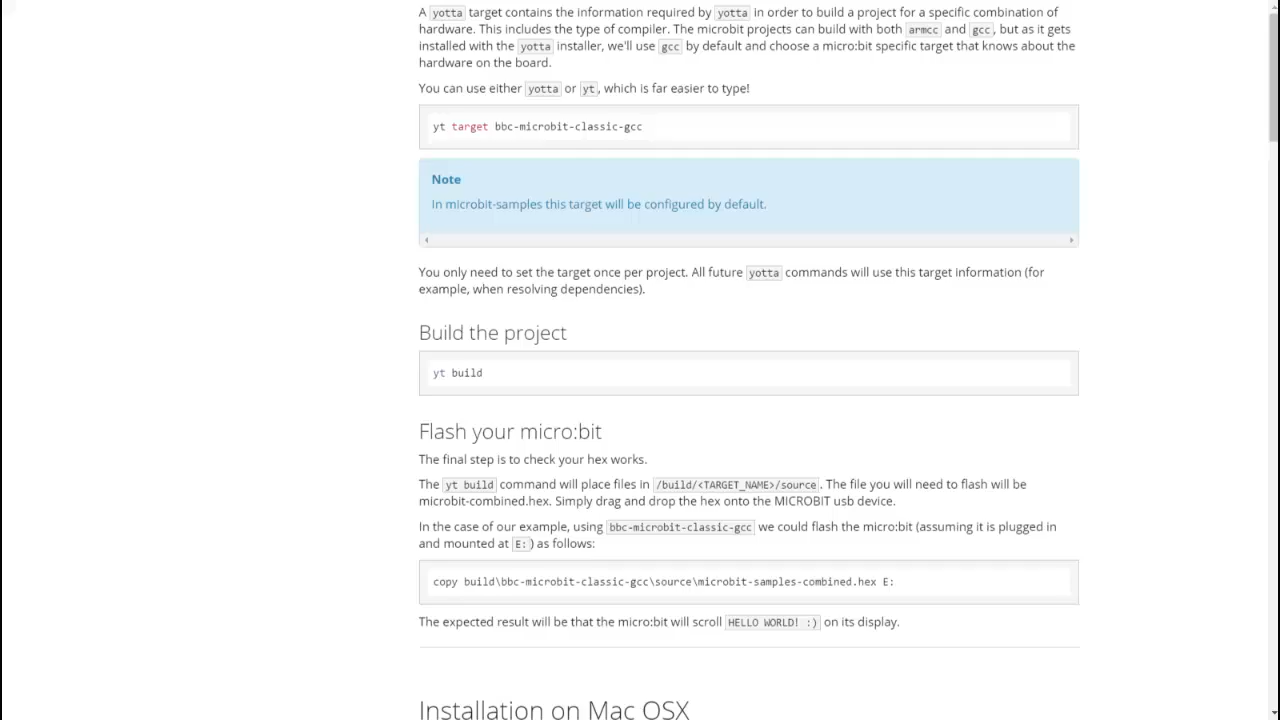 A yotta target contains the information required by yotta in order to build a project for a specific combination of
hardware. This includes the type of compiler. The microbit projects can build with both armcc and gcc, but as it gets
installed with the yotta installer, we'll use gcc by default and choose a micro:bit specific target that knows about the
hardware on the board.
You can use either yotta or yt, which is far easier to type!
yt target bbc-microbit-classic-gcc
Note
In microbit-samples this target will be configured by default.
You only need to set the target once per project. All future yotta commands will use this target information (for
example, when resolving dependencies).
Build the project
yt build
Flash your micro:bit
The final step is to check your hex works.
The yt build command will place files in /build/<TARGET_NAME>/source. The file you will need to flash will be
microbit-combined.hex. Simply drag and drop the hex onto the MICROBIT usb device.
In the case of our example, using bbc-microbit-classic-gcc we could flash the micro:bit (assuming it is plugged in
and mounted at E:) as follows:
copy build\bbc-microbit-classic-gcc\source\microbit-samples-combined.hex E:
The expected result will be that the micro:bit will scroll HELLO WORLD! :) on its display.
Installation on Mac OSX